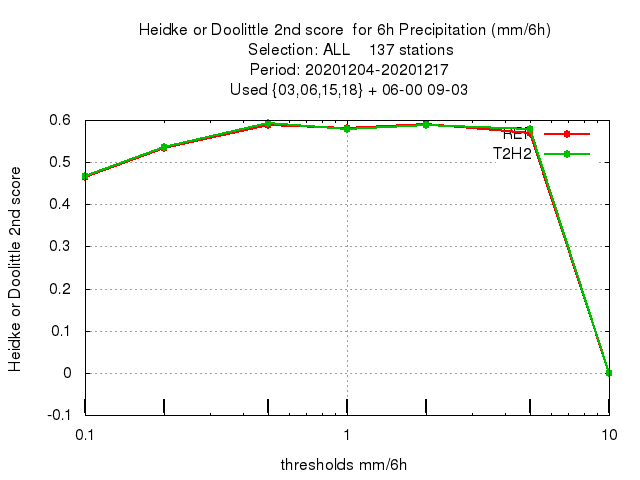 Heidke or Doolittle 2nd score  for 6h Precipitation (mm/6h)
Selection: ALL    137 stations
Period: 20201204-20201217
Used {03,06,15,18} + 06-00 09-03
Heidke or Doolittle 2nd score
0.6
0.5
0.4
0.3
0.2
0.1
0
-0.1
T2H2
0.1
1
10
thresholds mm/6h